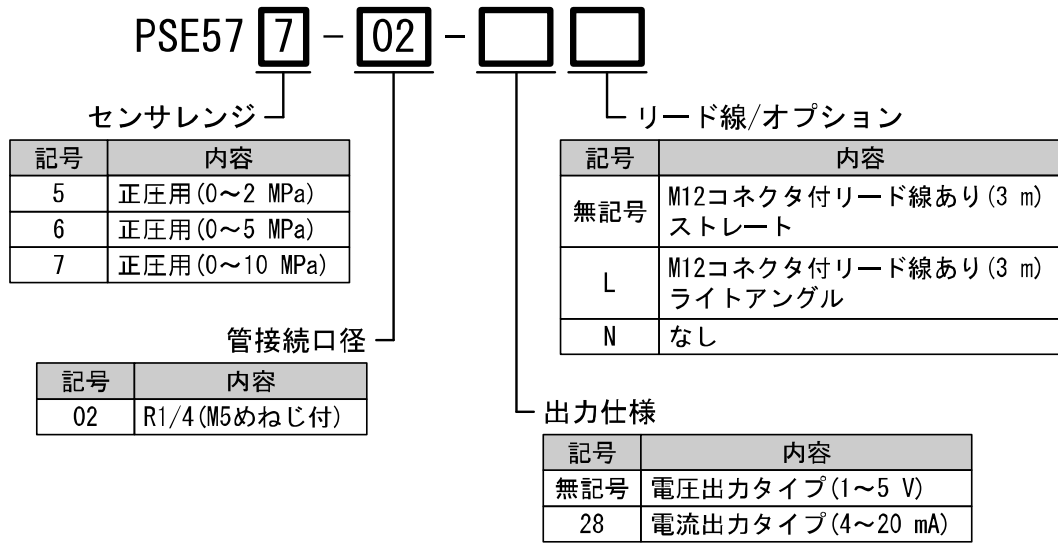 PSE57 7 - 02 -
センサレンジ
記号 内容
5 正圧用(0～2 MPa)
6 正圧用(0～5 MPa)
7 正圧用(0～10 MPa)
管接続口径
記号 内容
02 R1/4(M5めねじ付)
リード線/オプション
記号 内容
無記号 M12コネクタ付リード線あり(3 m)
ストレート
L M12コネクタ付リード線あり(3 m)
ライトアングル
N なし
出力仕様
記号 内容
無記号 電圧出力タイプ(1～5 V)
28 電流出力タイプ(4～20 mA)